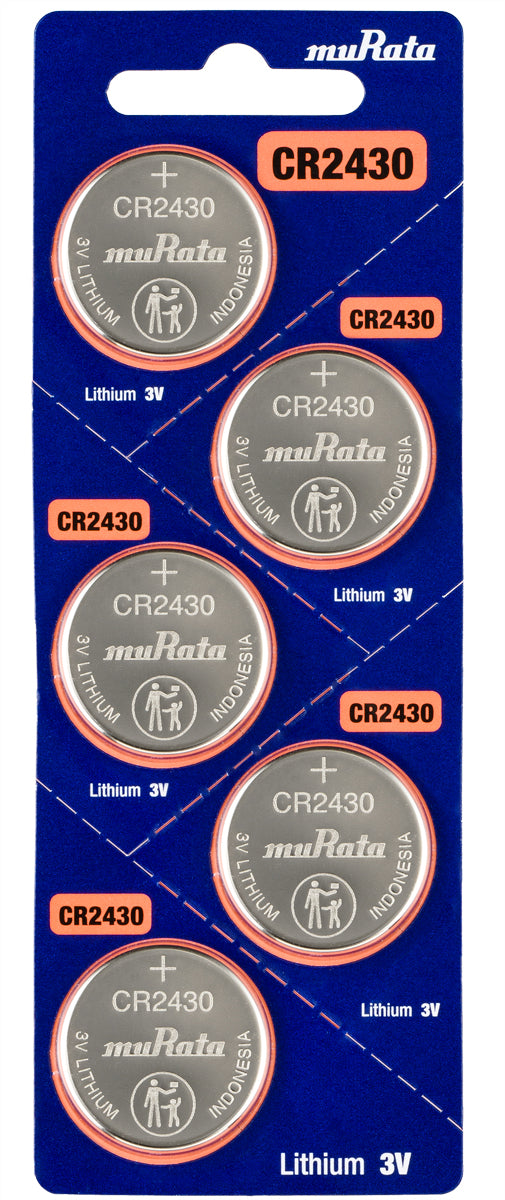 muRata
CR2430
+
CR2430
muRata
3V LITHIUM
INDONESIA
Lithium 3V
CR2430
+
CR2430
muRata
3V LITHIUM
INDONESIA
Lithium 3V
CR2430
+
CR2430
muRata
3V LITHIUM
INDONESIA
Lithium 3V
CR2430
+
CR2430
muRata
3V LITHIUM
INDONESIA
Lithium 3V
CR2430
+
CR2430
muRata
3V LITHIUM
INDONESIA
Lithium 3V